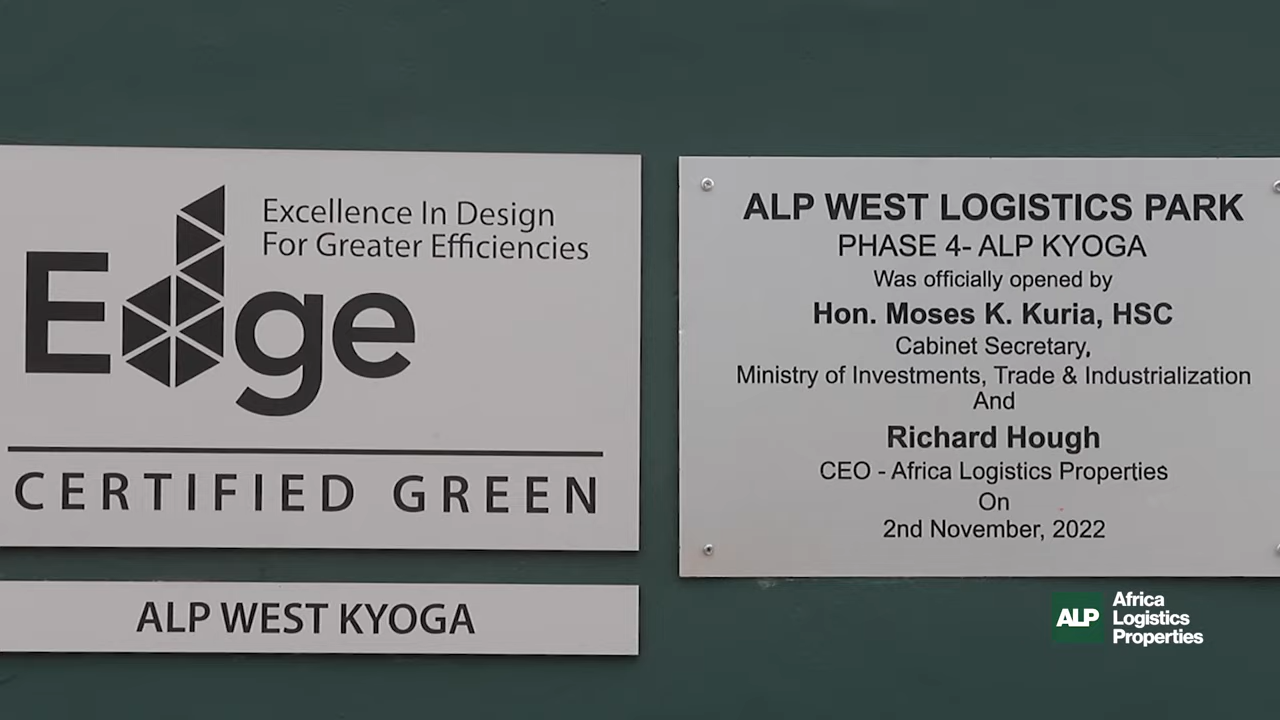 Excellence In Design
For Greater Efficiencies
Edge
CERTIFIED GREEN
ALP WEST KYOGA
ALP WEST LOGISTICS PARK
PHASE 4- ALP KYOGA
Was officially opened by
Hon. Moses K. Kuria, HSC
Cabinet Secretary,
Ministry of Investments, Trade & Industrialization
And
Richard Hough
CEO - Africa Logistics Properties
On
2nd November, 2022
ALP
Africa
Logistics
Properties